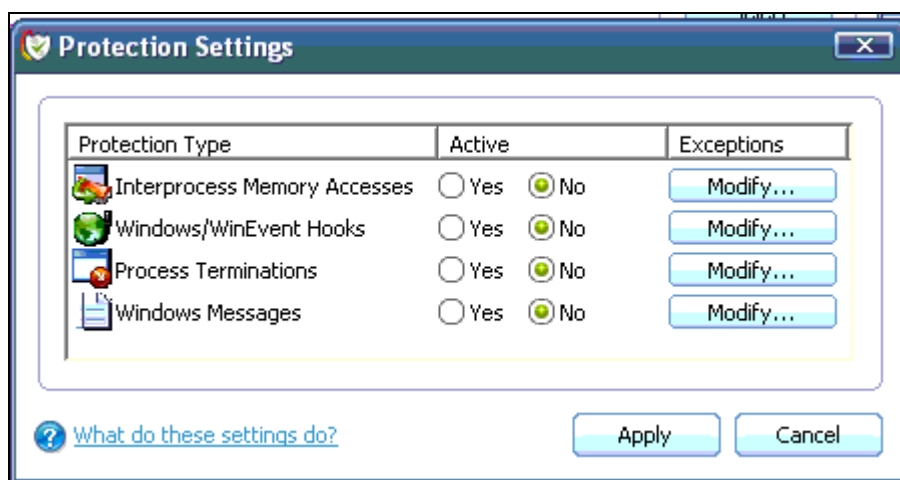 Protection Settings
Protection Type Active Exceptions
Interprocess Memory Accesses Yes No Modify...
Windows/WinEvent Hooks Yes No Modify...
Process Terminations Yes No Modify...
Windows Messages Yes No Modify...
What do these settings do? Apply Cancel